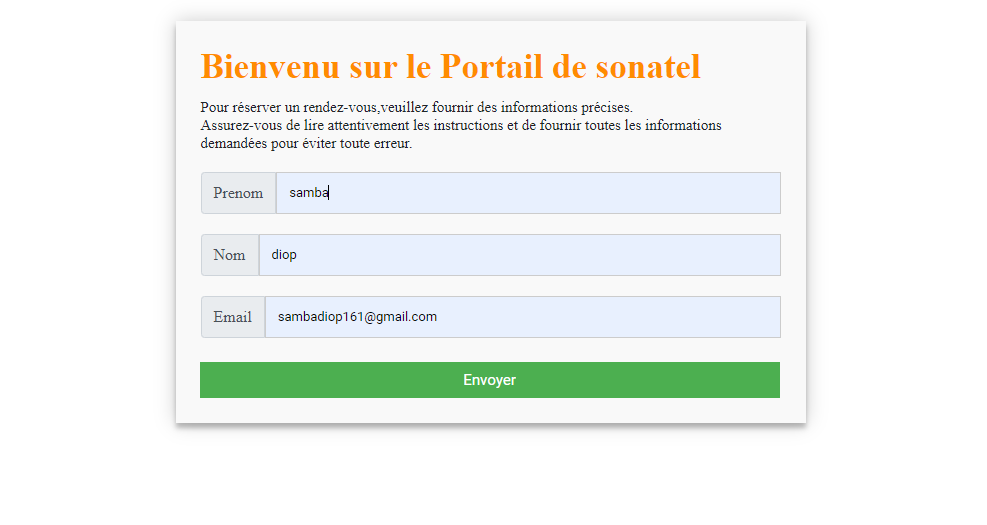 Bienvenu sur le Portail de sonatel
Pour réserver un rendez-vous,veuillez fournir des informations précises.
Assurez-vous de lire attentivement les instructions et de fournir toutes les informations
demandées pour éviter toute erreur.
Prenom samba
Nom diop
Email sambadiop161@gmail.com
Envoyer